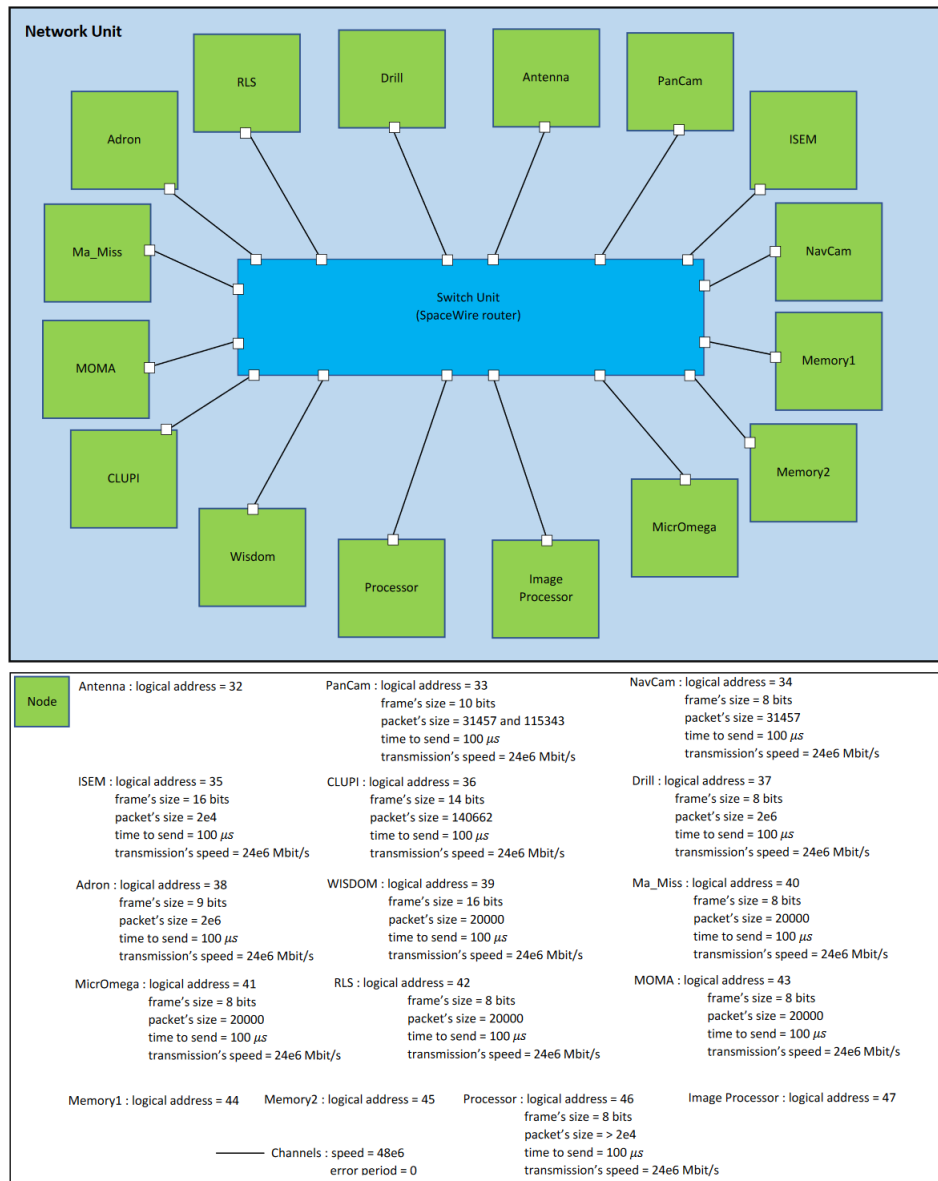 Network Unit
RLS
Drill
Antenna
PanCam
Adron
ISEM
Ma_Miss
NavCam
Switch Unit
(SpaceWire router)
MOMA
Memory1
CLUPI
Memory2
MicrOmega
Wisdom
Processor
Image
Processor
Node
Antenna : logical address = 32
PanCam : logical address = 33
frame's size = 10 bits
packet's size = 31457 and 115343
time to send = 100 μs
transmission's speed = 24e6 Mbit/s
NavCam : logical address = 34
frame's size = 8 bits
packet's size = 31457
time to send = 100 μs
transmission's speed = 24e6 Mbit/s
ISEM : logical address = 35
frame's size = 16 bits
packet's size = 2e4
time to send = 100 μs
transmission's speed = 24e6 Mbit/s
CLUPI : logical address = 36
frame's size = 14 bits
packet's size = 140662
time to send = 100 μs
transmission's speed = 24e6 Mbit/s
Drill : logical address = 37
frame's size = 8 bits
packet's size = 2e6
time to send = 100 μs
transmission's speed = 24e6 Mbit/s
Adron : logical address = 38
frame's size = 9 bits
packet's size = 2e6
time to send = 100 μs
transmission's speed = 24e6 Mbit/s
WISDOM : logical address = 39
frame's size = 16 bits
packet's size = 20000
time to send = 100 μs
transmission's speed = 24e6 Mbit/s
Ma_Miss : logical address = 40
frame's size = 8 bits
packet's size = 20000
time to send = 100 μs
transmission's speed = 24e6 Mbit/s
MicrOmega : logical address = 41
frame's size = 8 bits
packet's size = 20000
time to send = 100 μs
transmission's speed = 24e6 Mbit/s
RLS : logical address = 42
frame's size = 8 bits
packet's size = 20000
time to send = 100 μs
transmission's speed = 24e6 Mbit/s
MOMA : logical address = 43
frame's size = 8 bits
packet's size = 20000
time to send = 100 μs
transmission's speed = 24e6 Mbit/s
Memory1 : logical address = 44
Memory2 : logical address = 45
Processor : logical address = 46
frame's size = 8 bits
packet's size = > 2e4
time to send = 100 μs
transmission's speed = 24e6 Mbit/s
Image Processor : logical address = 47
Channels : speed = 48e6
error period = 0